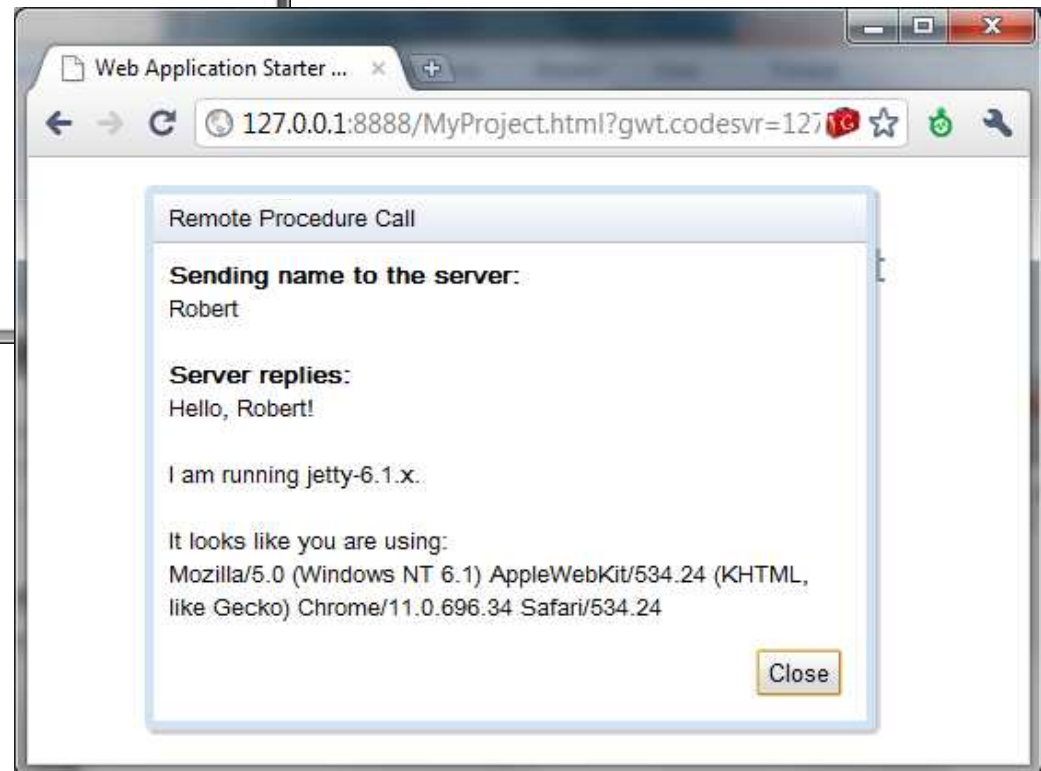 Web Application Starter ...
127.0.0.1:8888/MyProject.html?gwt.codesvr=127
Remote Procedure Call
Sending name to the server:
Robert
Server replies:
Hello, Robert!
I am running jetty-6.1.x.
It looks like you are using:
Mozilla/5.0 (Windows NT 6.1) AppleWebKit/534.24 (KHTML,
like Gecko) Chrome/11.0.696.34 Safari/534.24
Close